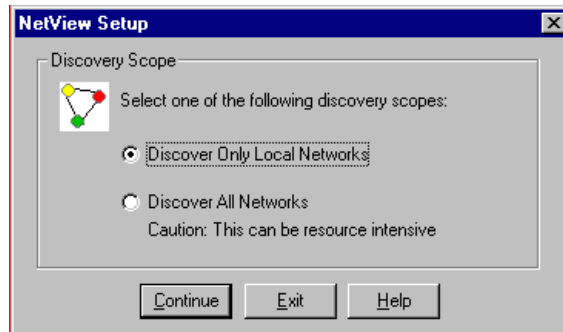 NetView Setup
Discovery Scope
Select one of the following discovery scopes:
Discover Only Local Networks
Discover All Networks
Caution: This can be resource intensive
Continue
Exit
Help